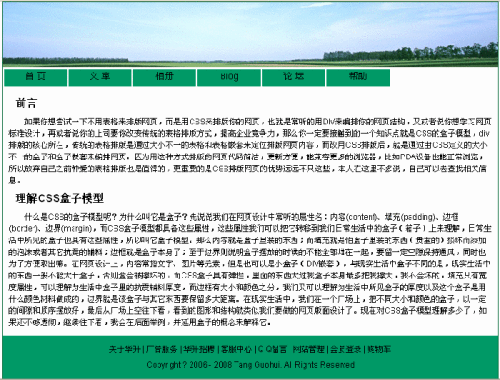 首 页 文 章 相册 Blog 论 坛 帮助
前言
如果你想尝试一下不用表格来排版网页，而是用CSS来排版你的网页，也就是常听的用DIV来编排你的网页结构，又或者说你想学习网页
标准设计，再或者说你的上司要你改变传统的表格排版方式，提高企业竞争力，那么你一定要接触到的一个知识点就是CSS的盒子模型，div
排版的核心所在，传统的表格排版是通过大小不一的表格和表格嵌套来定位排版网页内容，而改用CSS排版后，就是通过由CSS定义的大小
不一的盒子和盒子嵌套来编排网页。因为用这种方式排版的网页代码简洁，更新方便，能兼容更多的浏览器，比如PDA设备也能正常浏览，
所以放弃自己之前钟爱的表格排版也是值得的，更重要的是CSS排版网页的优势远远不只这些，本人在这里不多说，自己可以去查找相关信
息。
理解CSS盒子模型
什么是CSS的盒子模型呢？为什么叫它是盒子？先说说我们在网页设计中常听的属性名：内容(content)、填充(padding)、边框
(border)、边界(margin)，而CSS盒子模型都具备这些属性，这些属性我们可以把它转移到我们日常生活中的盒子（箱子）上来理解，日常生
活中所见的盒子也具有这些属性，所以叫它盒子模型。那么内容就是盒子里装的东西；而填充就是怕盒子里装的东西（贵重的）损坏而添加
的泡沫或者其它抗震的辅料；边框就是盒子本身了；至于边界则说明盒子摆放的时候的不能全部堆在一起，要留一定空隙保持通风，同时也
为了方便取出嘛。在网页设计上，内容常指文字、图片等元素，但是也可以是小盒子（DIV嵌套），与现实生活中盒子不同的是，现实生活中
的东西一般不能大于盒子，否则盒会被撑坏的，而CSS盒子具有弹性，里面的东西大过我盒子本身最多把我撑大，我不会坏的，填充只有宽
度属性，可以理解为生活中盒子里的抗震辅料厚度，而边框有大小和颜色之分，我们又可以理解为生活中所见盒子的厚度以及这个盒子是用
什么颜色材料做成的，边界就是该盒子与其它东西要保留多大距离。在现实生活中，我们在一个广场上，把不同大小和颜色的盒子，以一定
的间隙和顺序摆放好，最后从广场上空往下看，看到的图形和结构就类似我们要做的网页版面设计了。现在对CSS盒子模型理解多少了，如
果还不够透彻，继续往下看，我会在后面举例，并运用盒子的概念来解释它。
关于华升 | 广告服务 | 华升招聘 | 客服中心 | Q Q留言 | 网站管理 | 会员登录 | 购物车
Copyright ? 2006 - 2008 Tang Guohui. All Rights Reserved